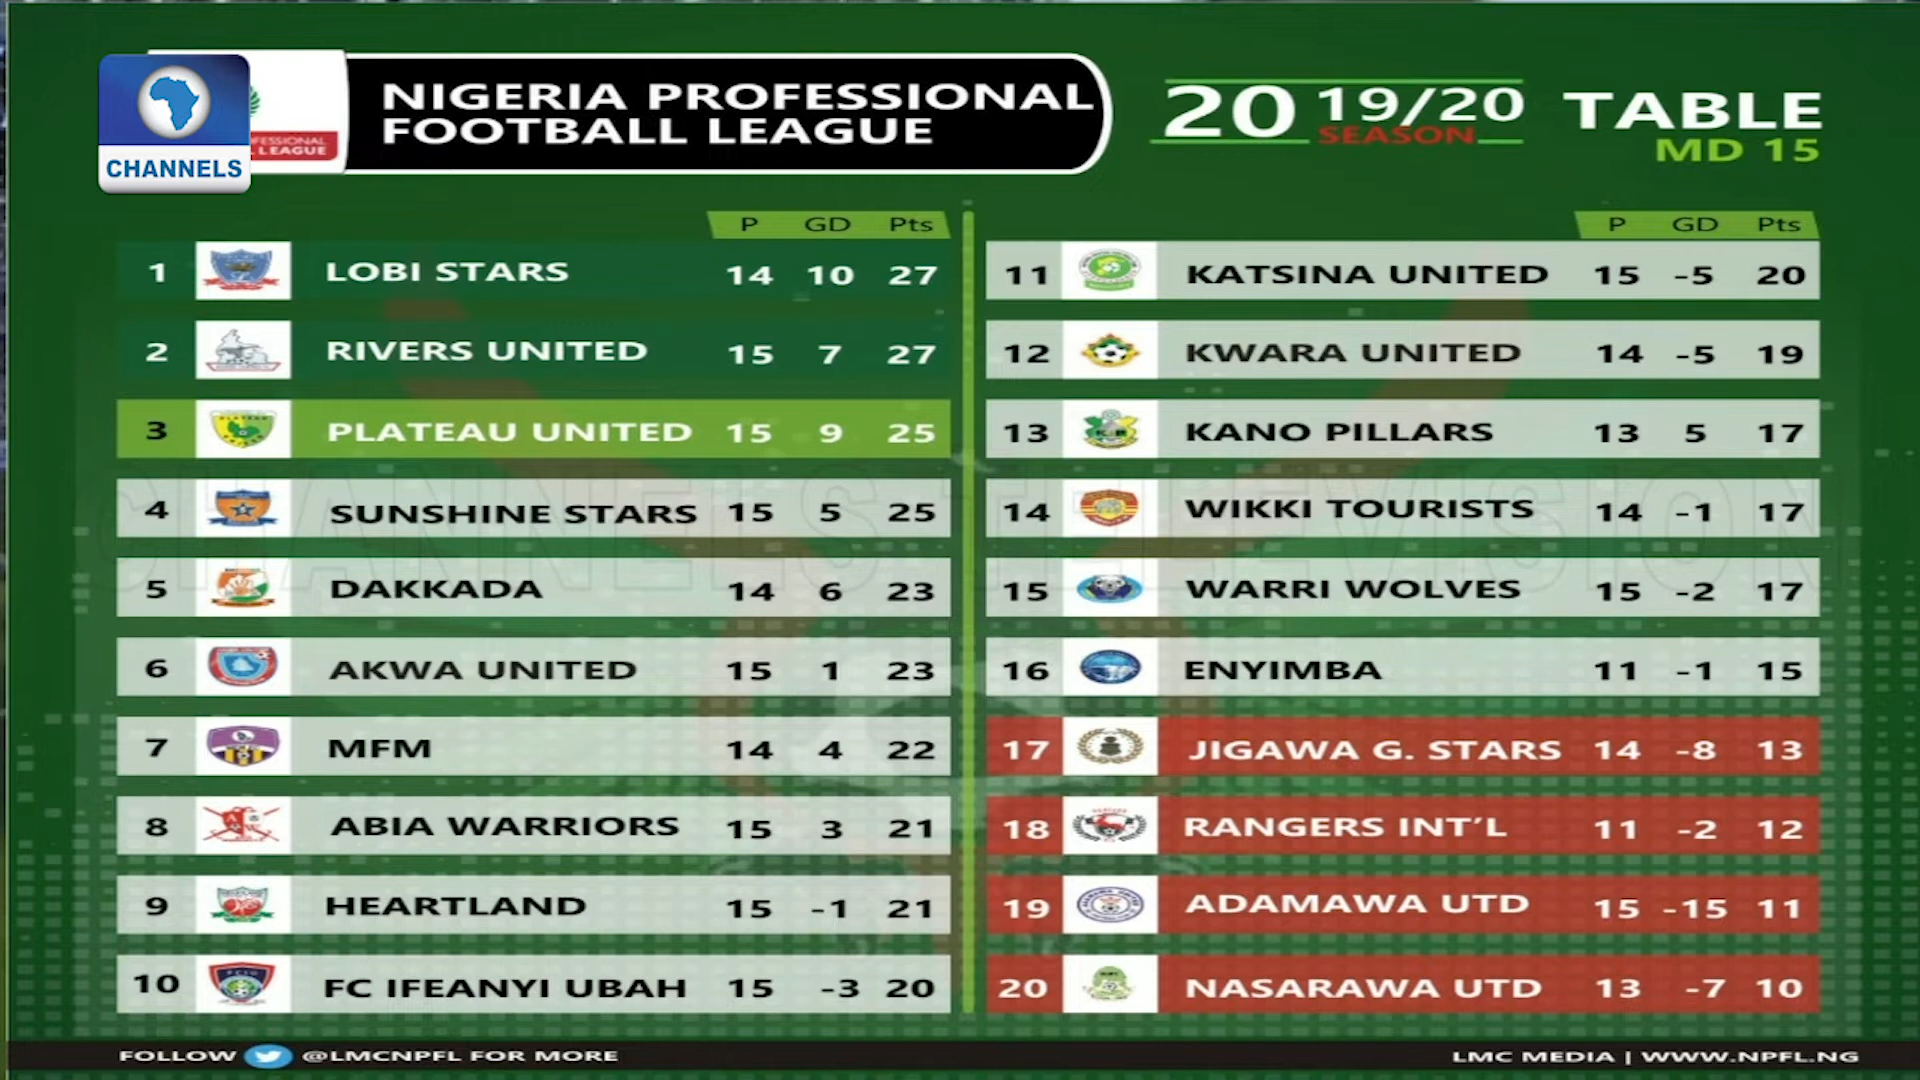 CHANNELS
FESSIONAL
L LEAGUE
NIGERIA PROFESSIONAL
FOOTBALL LEAGUE
2019/20
SEASON
TABLE
MD 15
P GD Pts
1 LOBI STARS 14 10 27
2 RIVERS UNITED 15 7 27
3 PLATEAU UNITED 15 9 25
4 SUNSHINE STARS 15 5 25
5 DAKKADA 14 6 23
6 AKWA UNITED 15 1 23
7 MFM 14 4 22
8 ABIA WARRIORS 15 3 21
9 HEARTLAND 15 -1 21
10 FC IFEANYI UBAH 15 -3 20
P GD Pts
11 KATSINA UNITED 15 -5 20
12 KWARA UNITED 14 -5 19
13 KANO PILLARS 13 5 17
14 WIKKI TOURISTS 14 -1 17
15 WARRI WOLVES 15 -2 17
16 ENYIMBA 11 -1 15
17 JIGAWA G. STARS 14 -8 13
18 RANGERS INT'L 11 -2 12
19 ADAMAWA UTD 15 -15 11
20 NASARAWA UTD 13 -7 10
CHANNELS TELEVISION
FOLLOW @LMCNPFL FOR MORE
LMC MEDIA | WWW.NPFL.NG